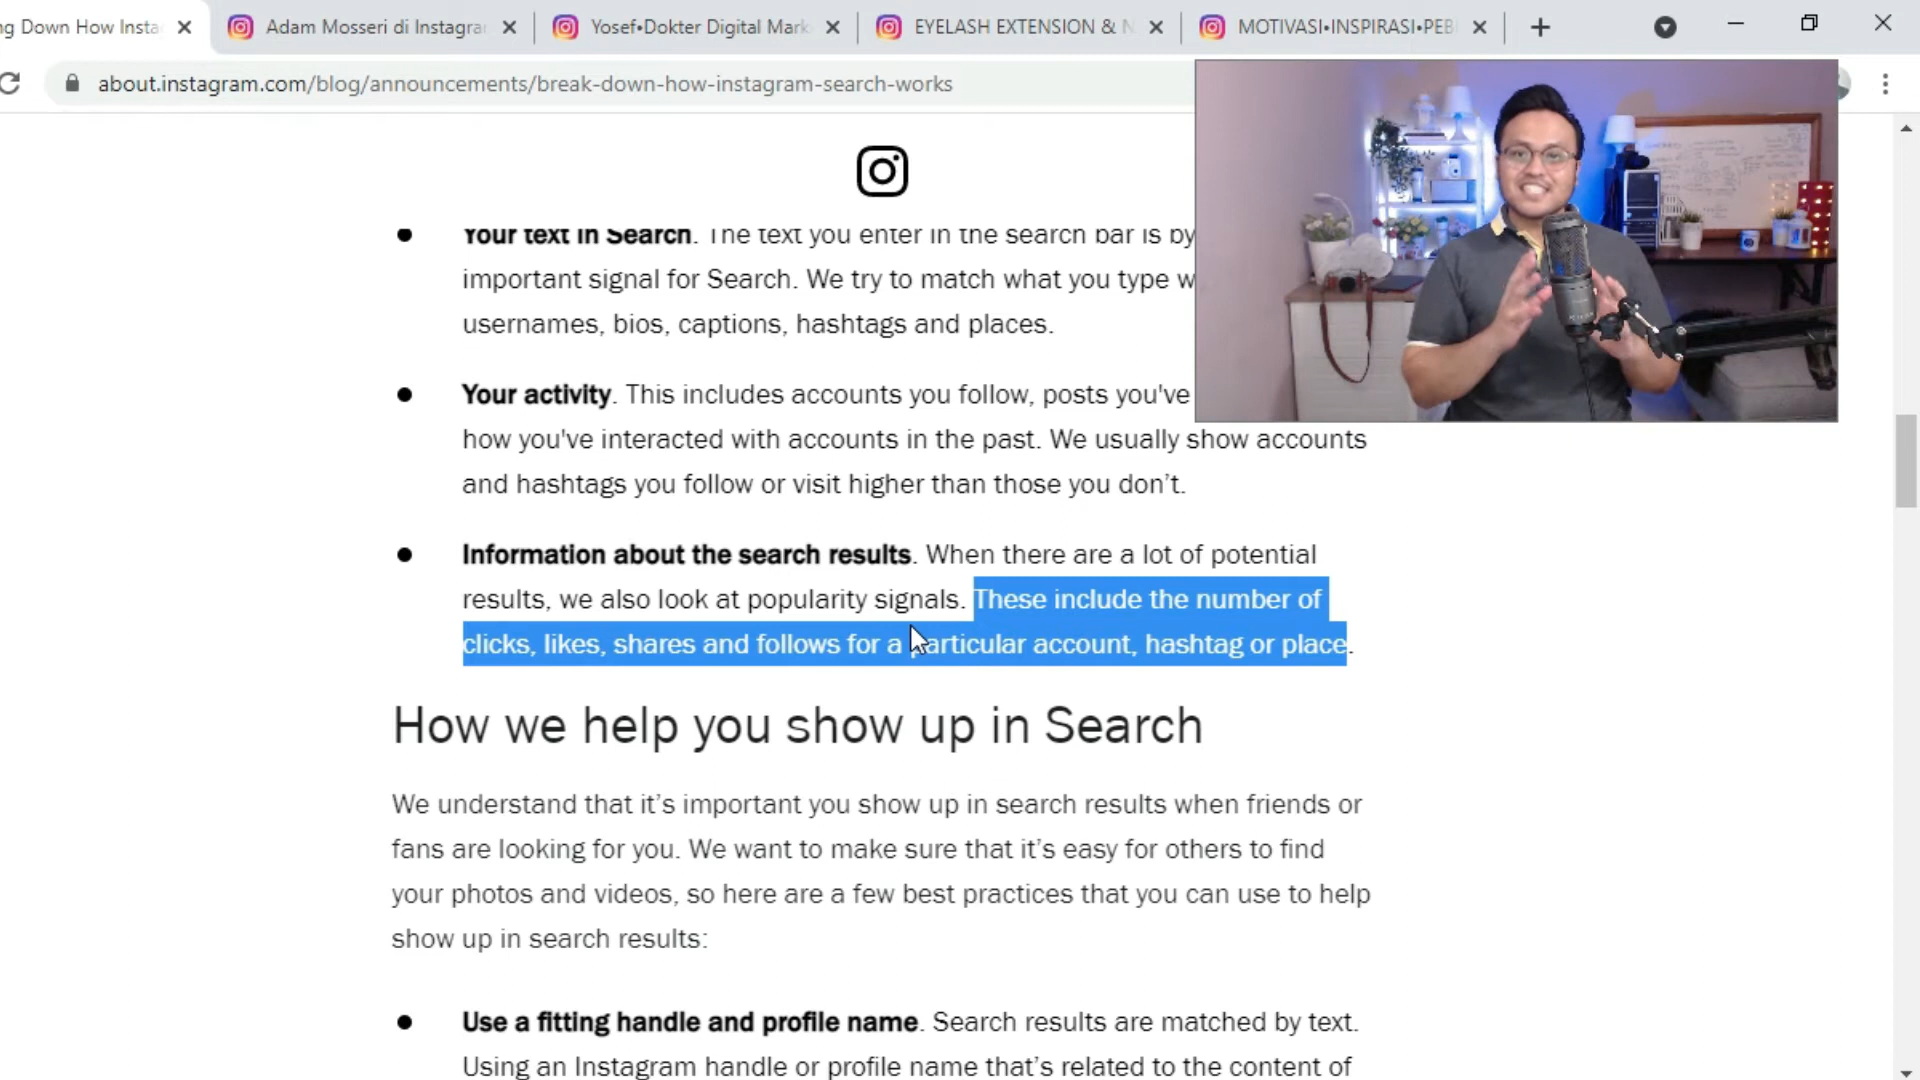 ng Down How Insta
Adam Mosseri di Instagra
Yosef•Dokter Digital Mark
EYELASH EXTENSION & N
MOTIVASI•INSPIRASI•PEB
about.instagram.com/blog/announcements/break-down-how-instagram-search-works
Your text in Search. The text you enter in the search bar is by
important signal for Search. We try to match what you type w
usernames, bios, captions, hashtags and places.
Your activity. This includes accounts you follow, posts you've
how you've interacted with accounts in the past. We usually show accounts
and hashtags you follow or visit higher than those you don’t.
Information about the search results. When there are a lot of potential
results, we also look at popularity signals. These include the number of
clicks, likes, shares and follows for a particular account, hashtag or place.
How we help you show up in Search
We understand that it’s important you show up in search results when friends or
fans are looking for you. We want to make sure that it’s easy for others to find
your photos and videos, so here are a few best practices that you can use to help
show up in search results:
Use a fitting handle and profile name. Search results are matched by text.
Using an Instagram handle or profile name that’s related to the content of